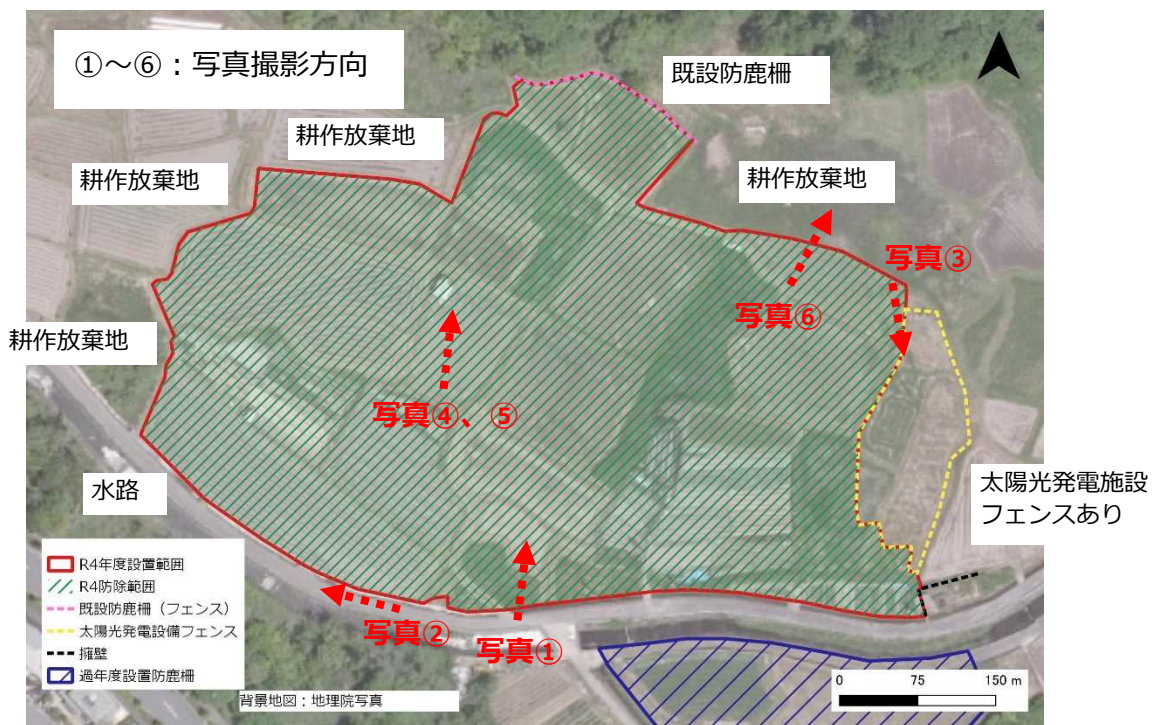 ①～⑥：写真撮影方向
既設防鹿柵
耕作放棄地
耕作放棄地
耕作放棄地
写真③
写真⑥
耕作放棄地
写真④、⑤
水路
太陽光発電施設
フェンスあり
R4年度設置範囲
R4防除範囲
既設防鹿柵（フェンス）
太陽光発電設備フェンス
擁壁
過年度設置防鹿柵
写真②
写真①
背景地図：地理院写真
0 75 150 m